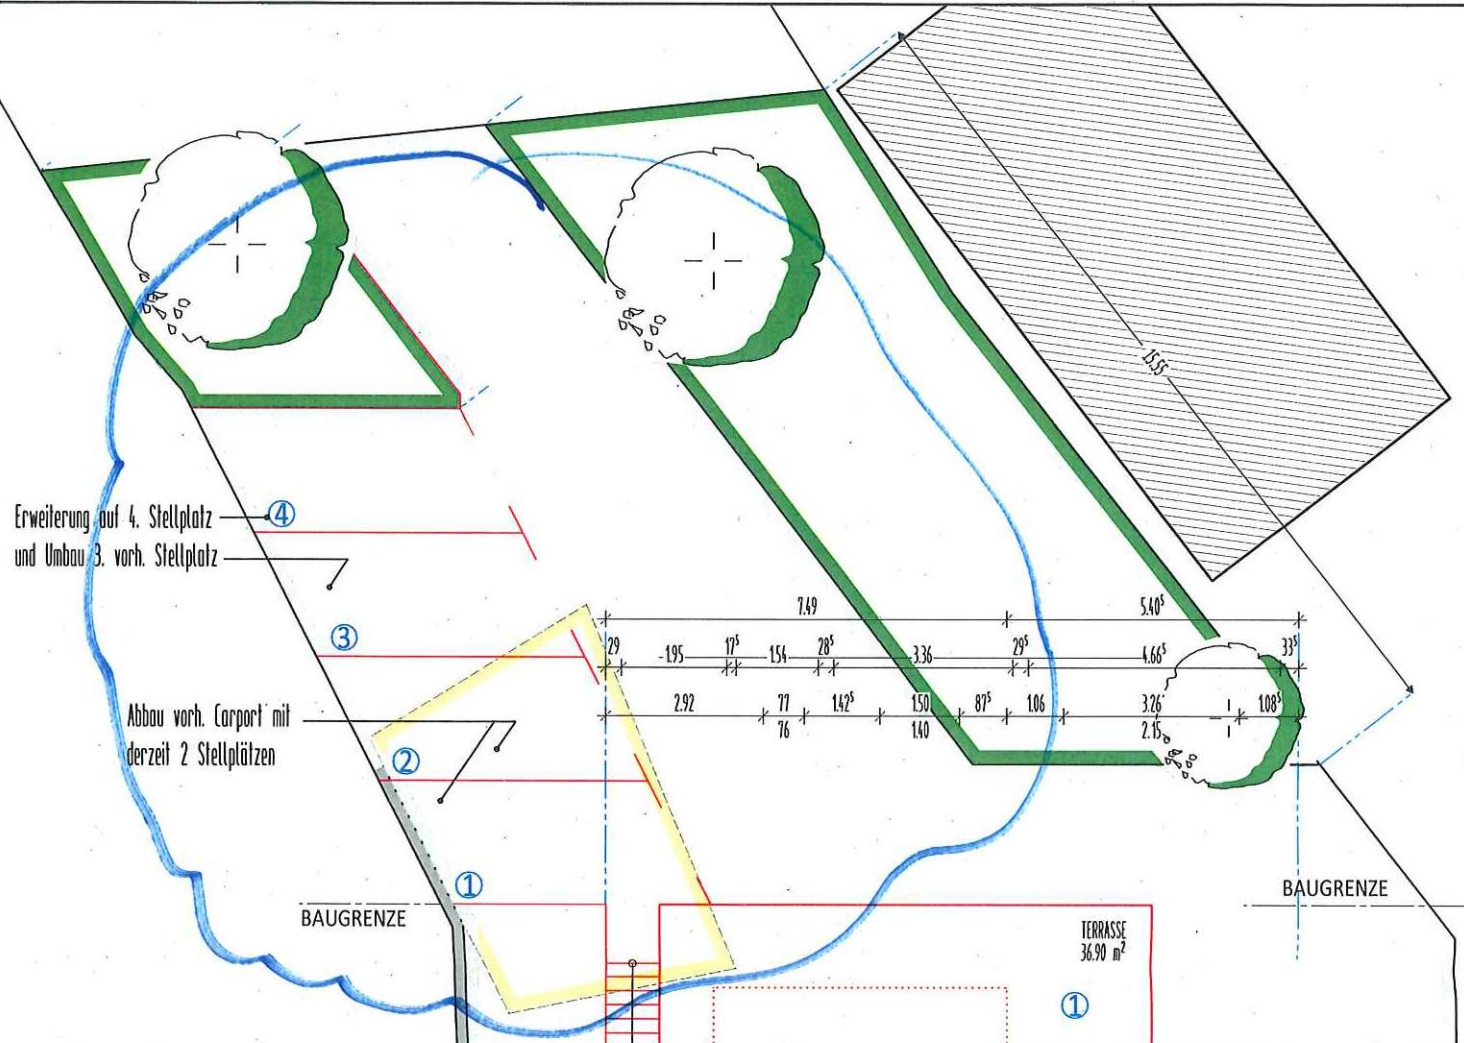 15.55
④
Erweiterung auf 4. Stellplatz
und Umbau 3. vorh. Stellplatz
7.49 5.40⁵
③
29 1.95 17⁵ 1.54 28⁵ 3.36 29⁵ 4.66⁵ 33⁵
2.92 77 1.42⁵ 1.50 87⁵ 1.06 3.26 1.08⁵
76 1.40 2.15
Abbau vorh. Carport mit
derzeit 2 Stellplätzen
②
①
BAUGRENZE
BAUGRENZE
TERRASSE
36.90 m²
①